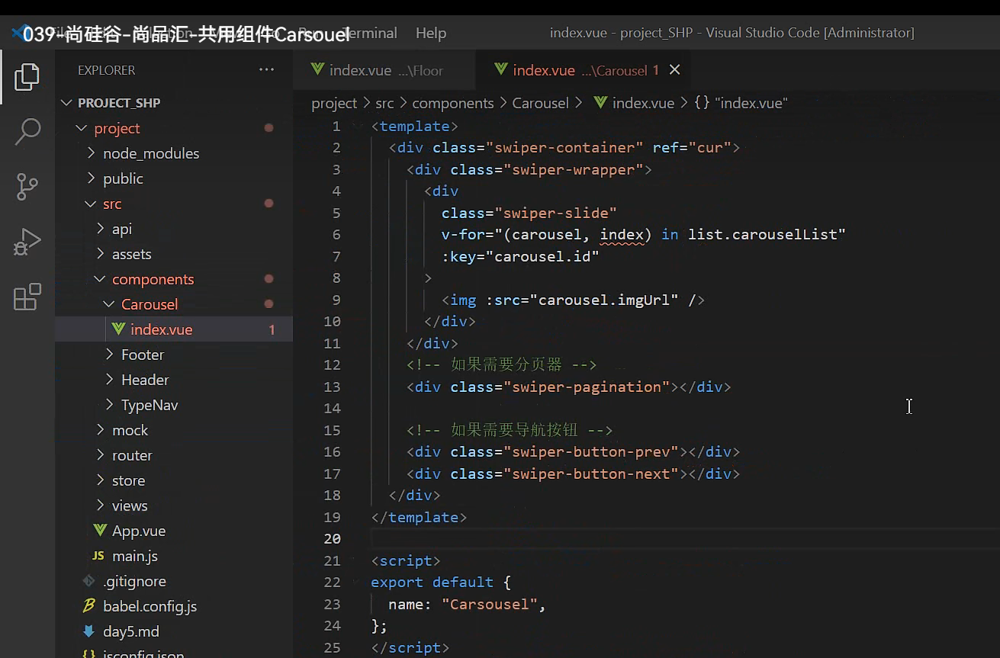 039-尚硅谷-尚品汇-共用组件Carsouel
Terminal
Help
index.vue - project_SHP - Visual Studio Code [Administrator]
EXPLORER
index.vue ...\Floor
index.vue ...\Carousel 1
PROJECT_SHP
project > src > components > Carousel > index.vue > {} "index.vue"
project
node_modules
public
src
api
assets
components
Carousel
index.vue 1
Footer
Header
TypeNav
mock
router
store
views
App.vue
JS main.js
.gitignore
babel.config.js
day5.md
{} jsconfig.json
1 <template>
2 <div class="swiper-container" ref="cur">
3 <div class="swiper-wrapper">
4 <div
5 class="swiper-slide"
6 v-for="(carousel, index) in list.carouselList"
7 :key="carousel.id"
8 >
9 <img :src="carousel.imgUrl" />
10 </div>
11 </div>
12 <!-- 如果需要分页器 -->
13 <div class="swiper-pagination"></div>
14
15 <!-- 如果需要导航按钮 -->
16 <div class="swiper-button-prev"></div>
17 <div class="swiper-button-next"></div>
18 </div>
19 </template>
20
21 <script>
22 export default {
23 name: "Carsousel",
24 };
25 </script>